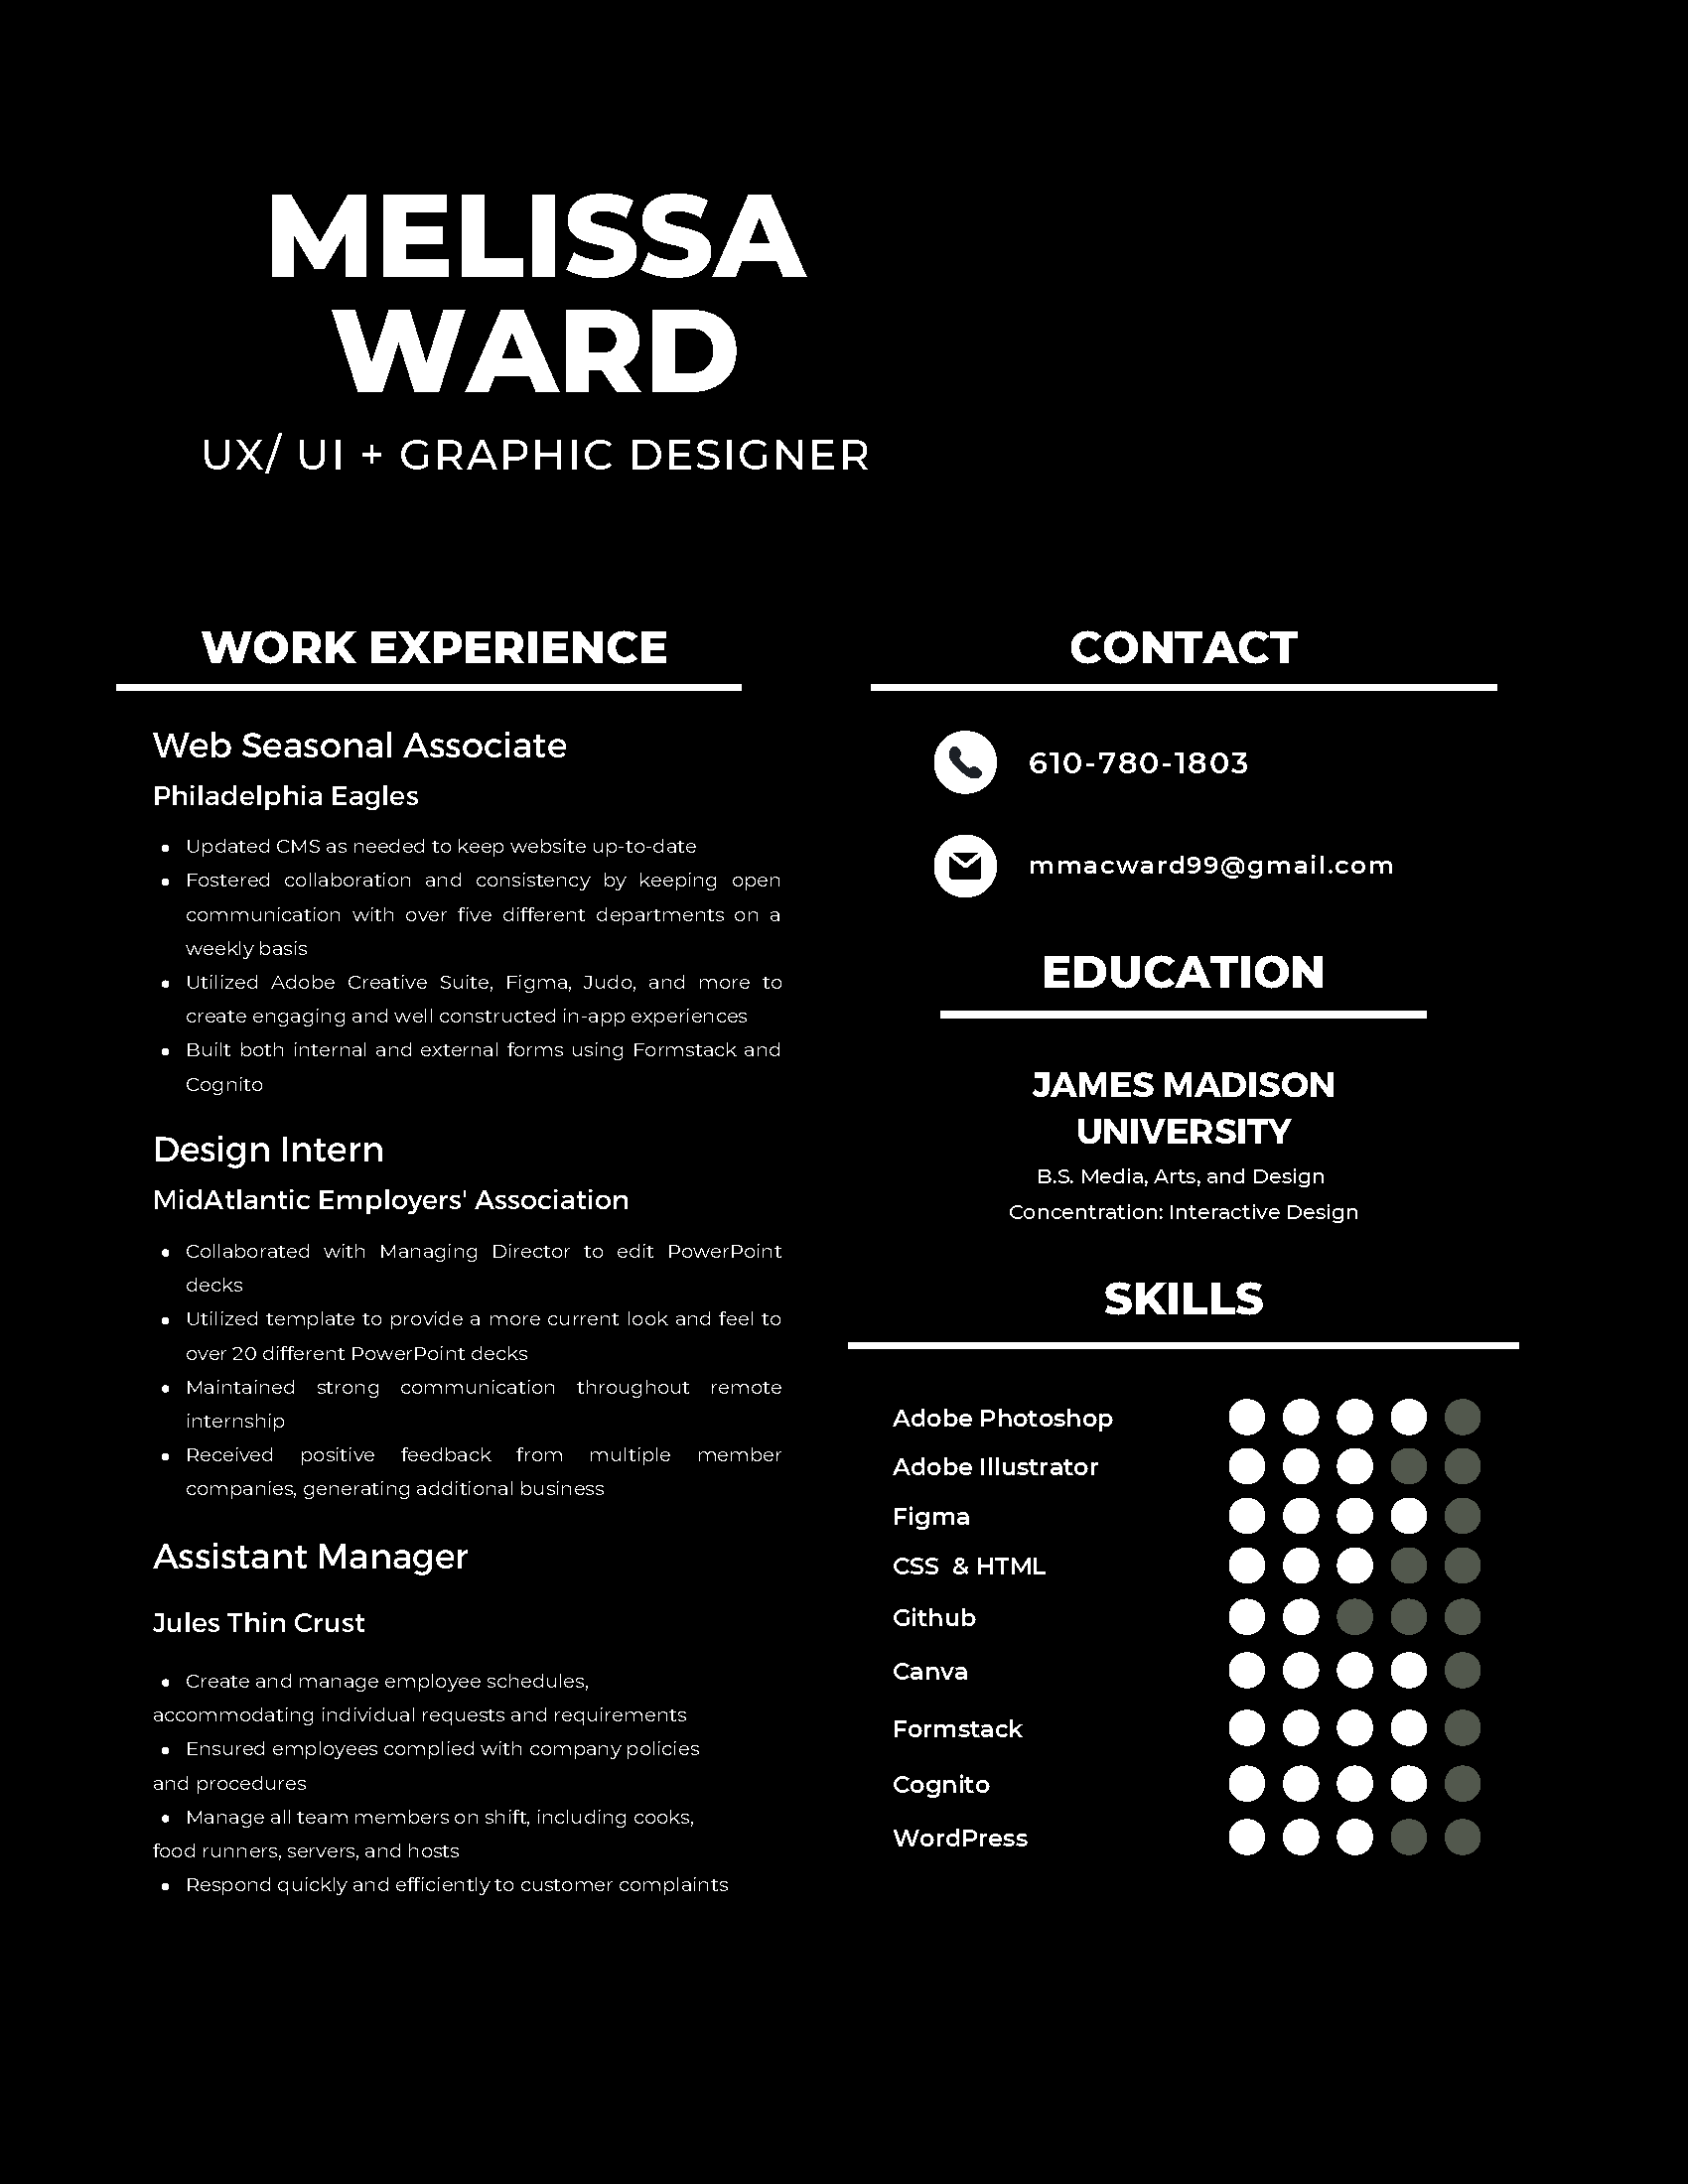 MELISSA
WARD
UX/ UI + GRAPHIC DESIGNER
WORK EXPERIENCE
Web Seasonal Associate
Philadelphia Eagles
• Updated CMS as needed to keep website up-to-date
• Fostered collaboration and consistency by keeping open
communication with over five different departments on a
weekly basis
• Utilized Adobe Creative Suite, Figma, Judo, and more to
create engaging and well constructed in-app experiences
• Built both internal and external forms using Formstack and
Cognito
Design Intern
MidAtlantic Employers' Association
• Collaborated with Managing Director to edit PowerPoint
decks
• Utilized template to provide a more current look and feel to
over 20 different PowerPoint decks
• Maintained strong communication throughout remote
internship
• Received positive feedback from multiple member
companies, generating additional business
Assistant Manager
Jules Thin Crust
• Create and manage employee schedules,
accommodating individual requests and requirements
• Ensured employees complied with company policies
and procedures
• Manage all team members on shift, including cooks,
food runners, servers, and hosts
• Respond quickly and efficiently to customer complaints
CONTACT
610-780-1803
mmacward99@gmail.com
EDUCATION
JAMES MADISON
UNIVERSITY
B.S. Media, Arts, and Design
Concentration: Interactive Design
SKILLS
Adobe Photoshop
Adobe Illustrator
Figma
CSS & HTML
Github
Canva
Formstack
Cognito
WordPress